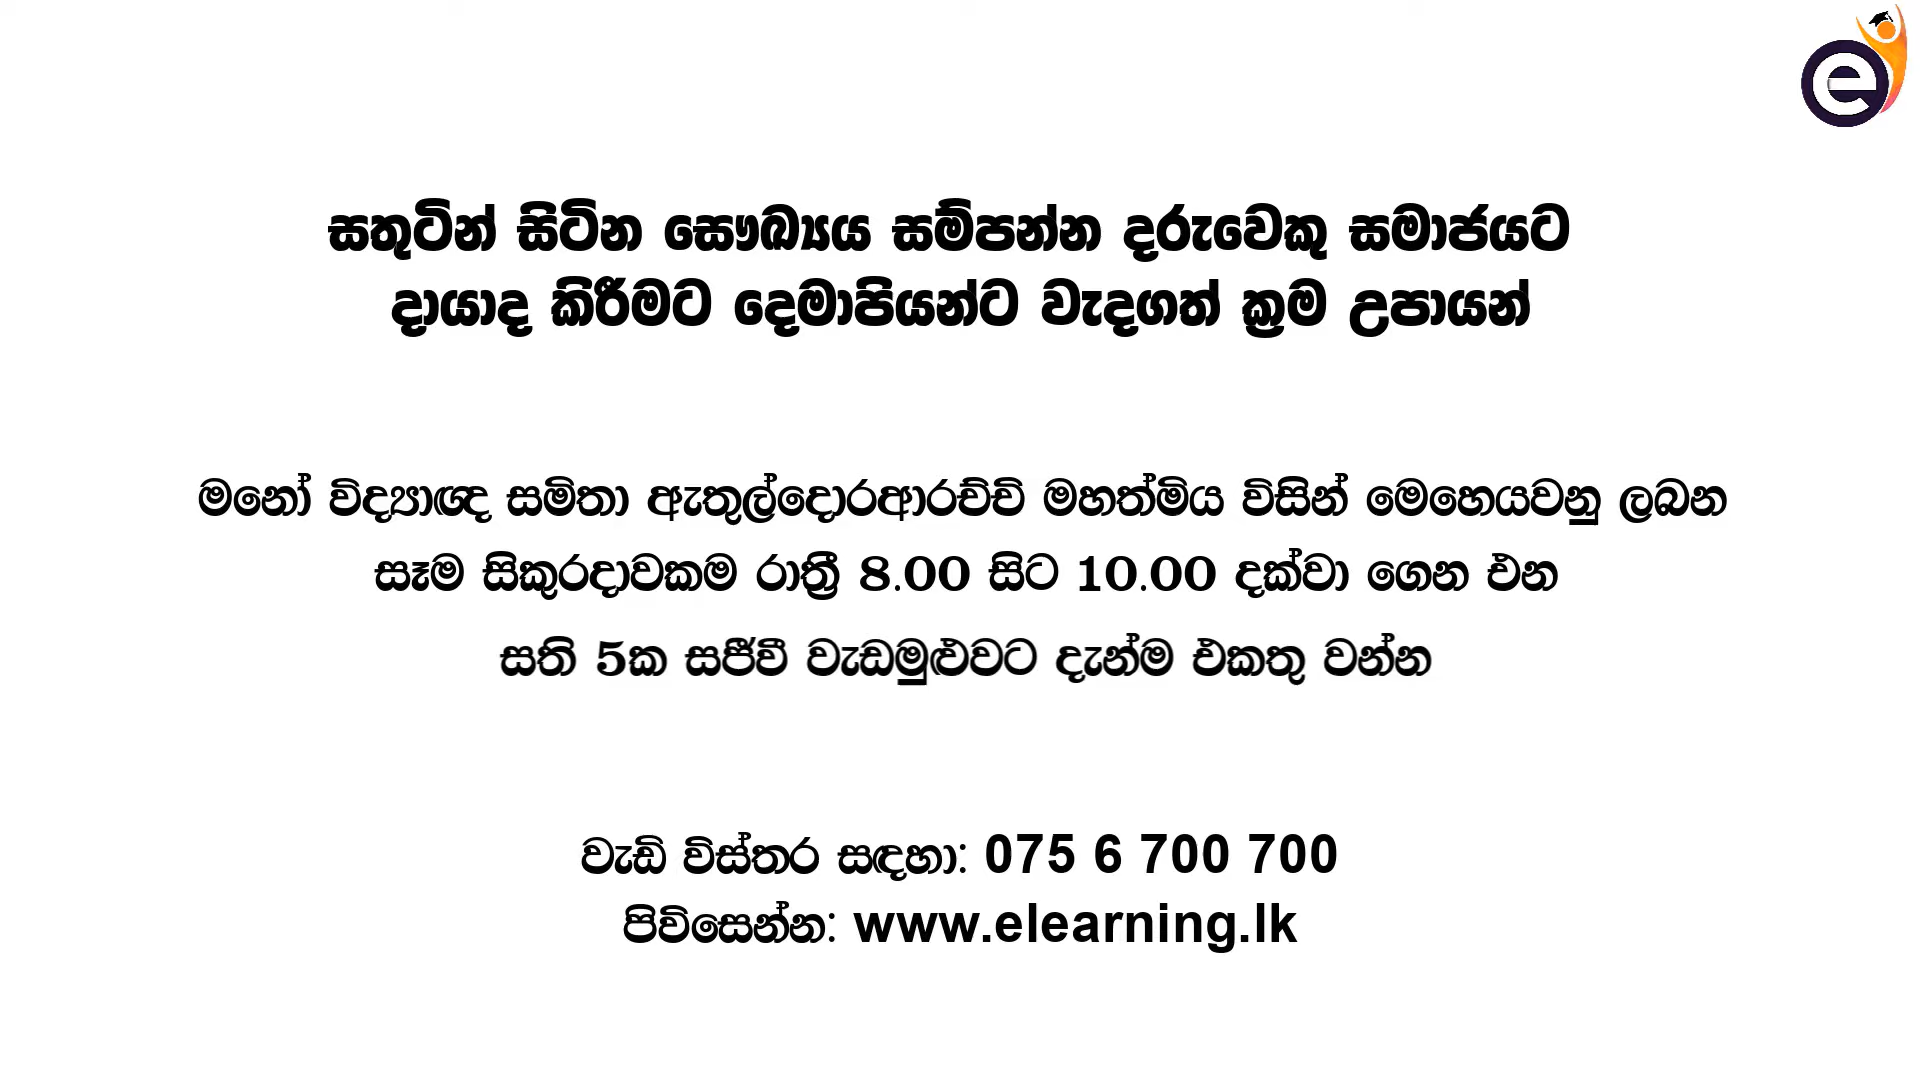 සතුටින් සිටින සෞඛ්‍යය සම්පන්න දරුවෙකු සමාජයට
දායාද කිරීමට දෙමාපියන්ට වැදගත් ක්‍රම උපායන්
මනෝ විද්‍යාඥ සමිතා ඇතුල්දොරආරච්චි මහත්මිය විසින් මෙහෙයවනු ලබන
සෑම සිකුරදාවකම රාත්‍රී 8.00 සිට 10.00 දක්වා ගෙන එන
සති 5ක සජීවී වැඩමුළුවට දැන්ම එකතු වන්න
වැඩි විස්තර සඳහා: 075 6 700 700
පිවිසෙන්න: www.elearning.lk